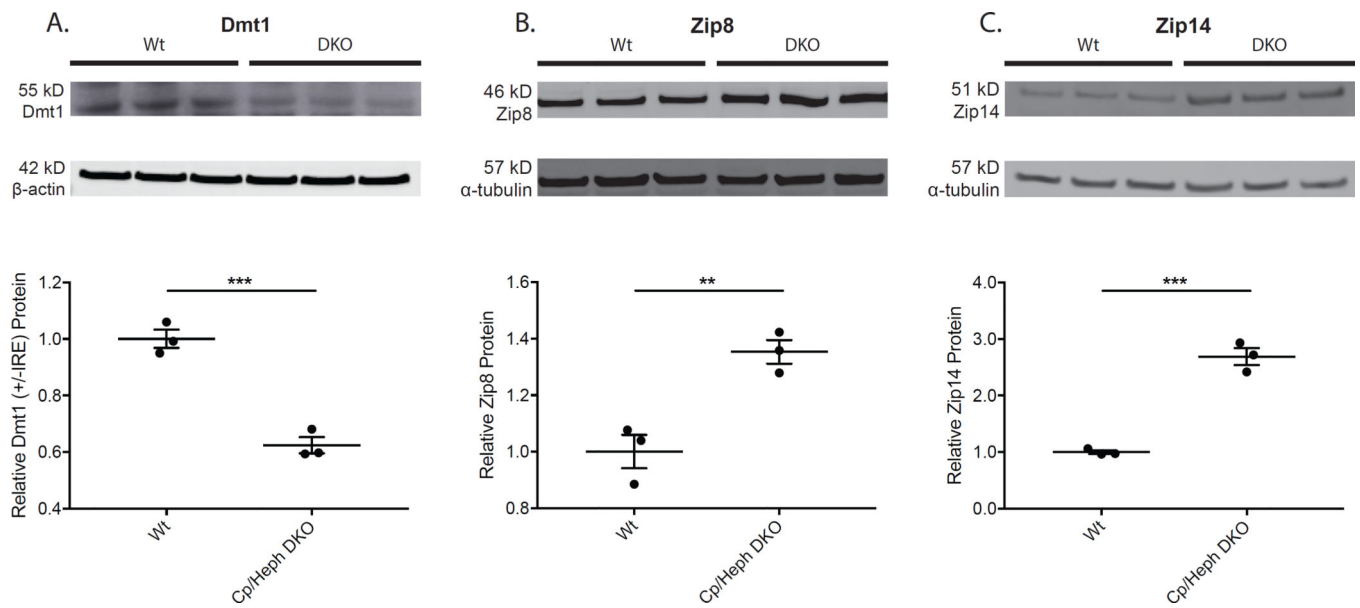 A.
Dmt1
Wt
DKO
55 kD
Dmt1
42 kD
β-actin
Relative Dmt1 (+/-IRE) Protein
1.2
1.0
0.8
0.6
0.4
***
Wt
Cp/Heph DKO
B.
Zip8
Wt
DKO
46 kD
Zip8
57 kD
α-tubulin
Relative Zip8 Protein
1.6
1.4
1.2
1.0
0.8
**
Wt
Cp/Heph DKO
C.
Zip14
Wt
DKO
51 kD
Zip14
57 kD
α-tubulin
Relative Zip14 Protein
4.0
3.0
2.0
1.0
0.0
***
Wt
Cp/Heph DKO